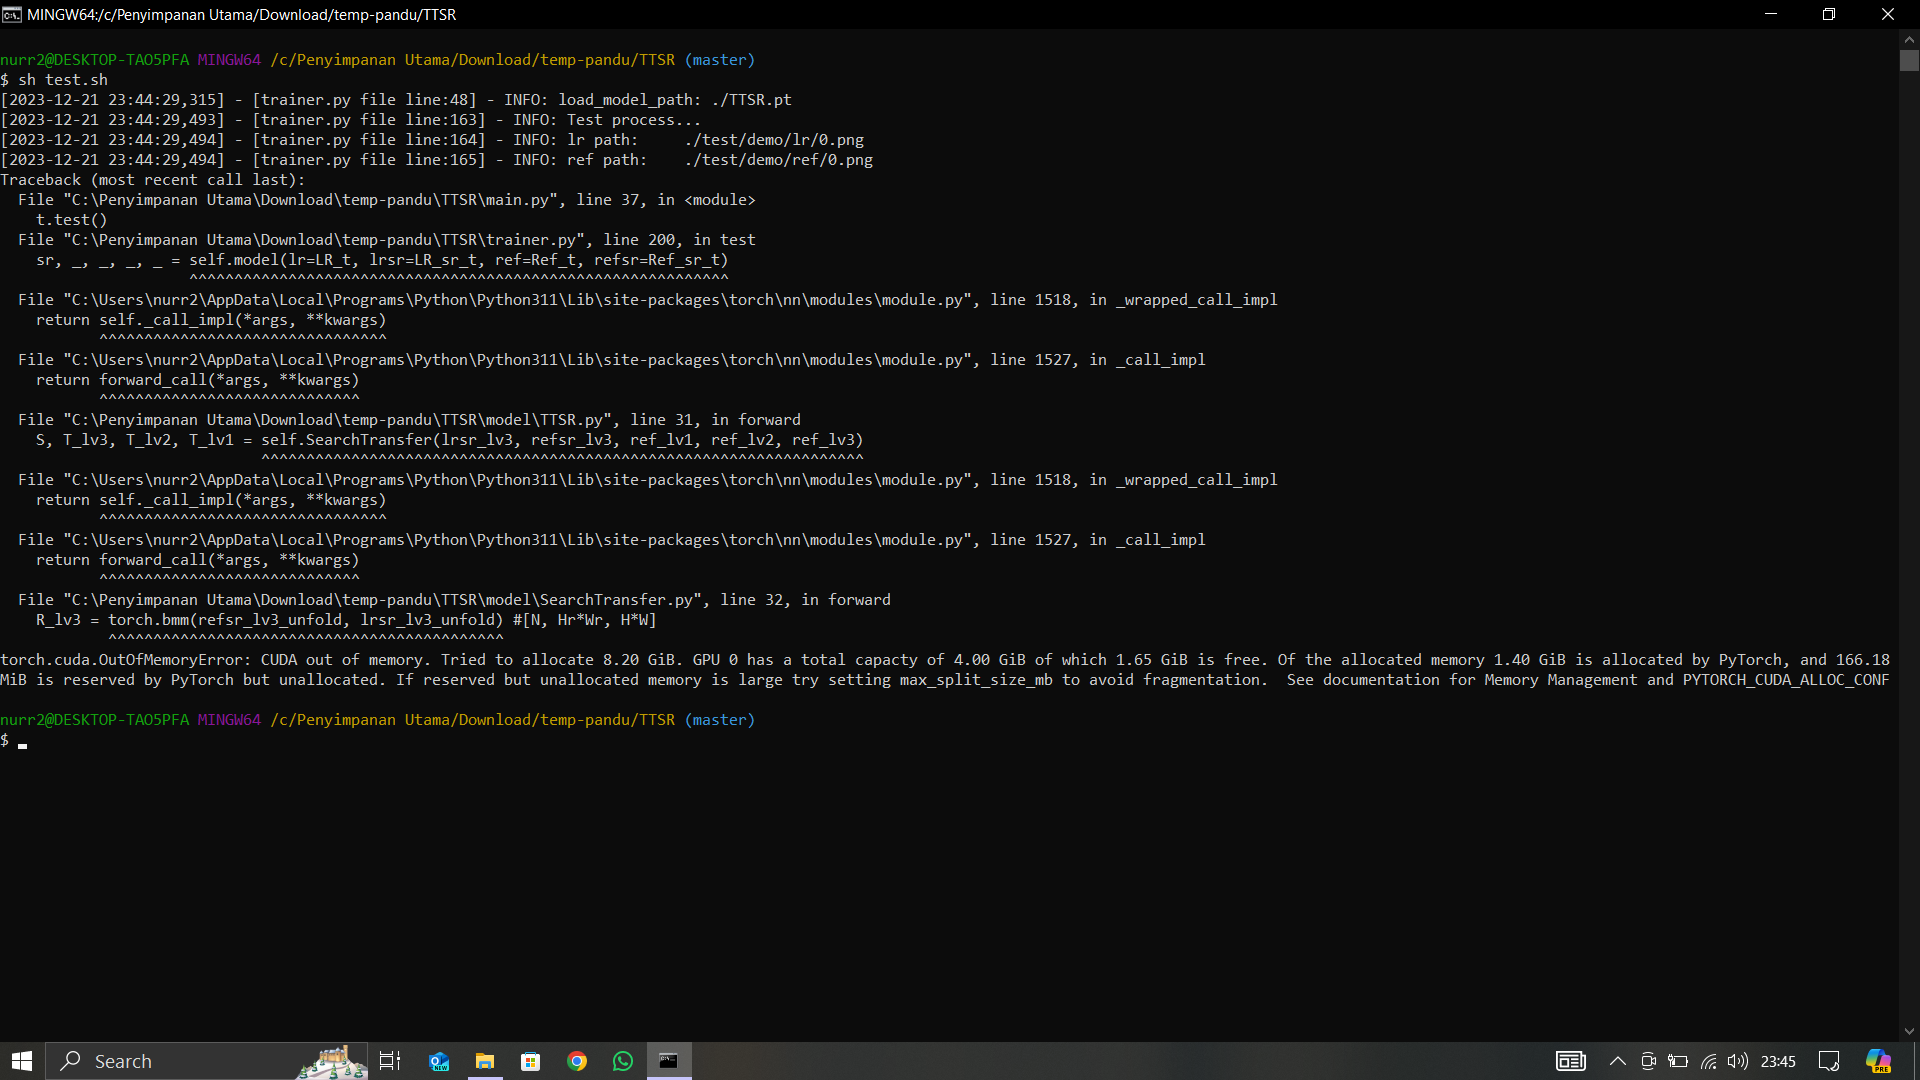 MINGW64:/c/Penyimpanan Utama/Download/temp-pandu/TTSR
nurr2@DESKTOP-TAO5PFA MINGW64 /c/Penyimpanan Utama/Download/temp-pandu/TTSR (master)
$ sh test.sh
[2023-12-21 23:44:29,315] - [trainer.py file line:48] - INFO: load_model_path: ./TTSR.pt
[2023-12-21 23:44:29,493] - [trainer.py file line:163] - INFO: Test process...
[2023-12-21 23:44:29,494] - [trainer.py file line:164] - INFO: lr path:     ./test/demo/lr/0.png
[2023-12-21 23:44:29,494] - [trainer.py file line:165] - INFO: ref path:    ./test/demo/ref/0.png
Traceback (most recent call last):
  File "C:\Penyimpanan Utama\Download\temp-pandu\TTSR\main.py", line 37, in <module>
    t.test()
  File "C:\Penyimpanan Utama\Download\temp-pandu\TTSR\trainer.py", line 200, in test
    sr, _, _, _, _ = self.model(lr=LR_t, lrsr=LR_sr_t, ref=Ref_t, refsr=Ref_sr_t)
                     ^^^^^^^^^^^^^^^^^^^^^^^^^^^^^^^^^^^^^^^^^^^^^^^^^^^^^^^^^^^^
  File "C:\Users\nurr2\AppData\Local\Programs\Python\Python311\Lib\site-packages\torch\nn\modules\module.py", line 1518, in _wrapped_call_impl
    return self._call_impl(*args, **kwargs)
           ^^^^^^^^^^^^^^^^^^^^^^^^^^^^^^^^
  File "C:\Users\nurr2\AppData\Local\Programs\Python\Python311\Lib\site-packages\torch\nn\modules\module.py", line 1527, in _call_impl
    return forward_call(*args, **kwargs)
           ^^^^^^^^^^^^^^^^^^^^^^^^^^^^^
  File "C:\Penyimpanan Utama\Download\temp-pandu\TTSR\model\TTSR.py", line 31, in forward
    S, T_lv3, T_lv2, T_lv1 = self.SearchTransfer(lrsr_lv3, refsr_lv3, ref_lv1, ref_lv2, ref_lv3)
                             ^^^^^^^^^^^^^^^^^^^^^^^^^^^^^^^^^^^^^^^^^^^^^^^^^^^^^^^^^^^^^^^^^^^
  File "C:\Users\nurr2\AppData\Local\Programs\Python\Python311\Lib\site-packages\torch\nn\modules\module.py", line 1518, in _wrapped_call_impl
    return self._call_impl(*args, **kwargs)
           ^^^^^^^^^^^^^^^^^^^^^^^^^^^^^^^^
  File "C:\Users\nurr2\AppData\Local\Programs\Python\Python311\Lib\site-packages\torch\nn\modules\module.py", line 1527, in _call_impl
    return forward_call(*args, **kwargs)
           ^^^^^^^^^^^^^^^^^^^^^^^^^^^^^
  File "C:\Penyimpanan Utama\Download\temp-pandu\TTSR\model\SearchTransfer.py", line 32, in forward
    R_lv3 = torch.bmm(refsr_lv3_unfold, lrsr_lv3_unfold) #[N, Hr*Wr, H*W]
            ^^^^^^^^^^^^^^^^^^^^^^^^^^^^^^^^^^^^^^^^^^^^
torch.cuda.OutOfMemoryError: CUDA out of memory. Tried to allocate 8.20 GiB. GPU 0 has a total capacty of 4.00 GiB of which 1.65 GiB is free. Of the allocated memory 1.40 GiB is allocated by PyTorch, and 166.18
MiB is reserved by PyTorch but unallocated. If reserved but unallocated memory is large try setting max_split_size_mb to avoid fragmentation.  See documentation for Memory Management and PYTORCH_CUDA_ALLOC_CONF
nurr2@DESKTOP-TAO5PFA MINGW64 /c/Penyimpanan Utama/Download/temp-pandu/TTSR (master)
$
Search
NEW
23:45
PRE